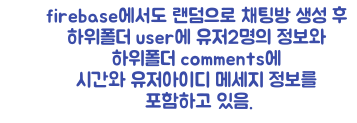 firebase에서도 랜덤으로 채팅방 생성 후
하위폴더 user에 유저2명의 정보와
하위폴더 comments에
시간와 유저아이디 메세지 정보를
포함하고 있음.